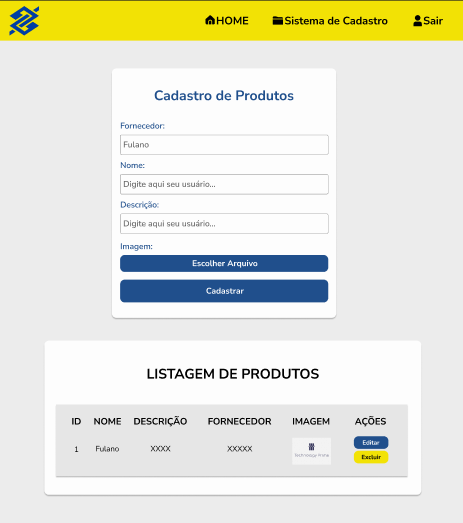 HOME Sistema de Cadastro Sair
Cadastro de Produtos
Fornecedor:
Fulano
Nome:
Digite aqui seu usuário...
Descrição:
Digite aqui seu usuário...
Imagem:
Escolher Arquivo
Cadastrar
LISTAGEM DE PRODUTOS
ID NOME DESCRIÇÃO FORNECEDOR IMAGEM AÇÕES
1 Fulano XXXX XXXXX Editar
Excluir